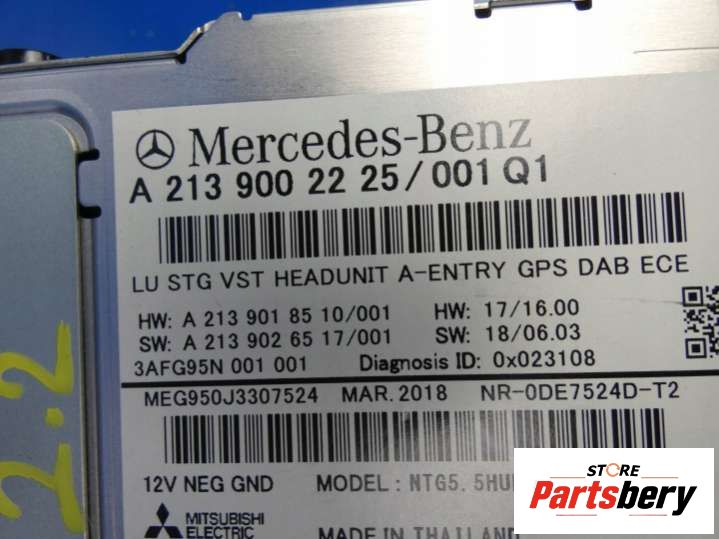 Mercedes-Benz
A 213 900 22 25/001 Q1
LU STG VST HEADUNIT A-ENTRY GPS DAB ECE
HW: A 213 901 85 10/001 HW: 17/16.00
SW: A 213 902 65 17/001 SW: 18/06.03
3AFG95N 001 001 Diagnosis ID: 0x023108
MEG950J3307524 MAR.2018 NR-0DE7524D-T2
12V NEG GND MODEL: NTG5.5HU
MITSUBISHI
ELECTRIC
MADE IN THAILAND
2.2
STORE
Partsbery